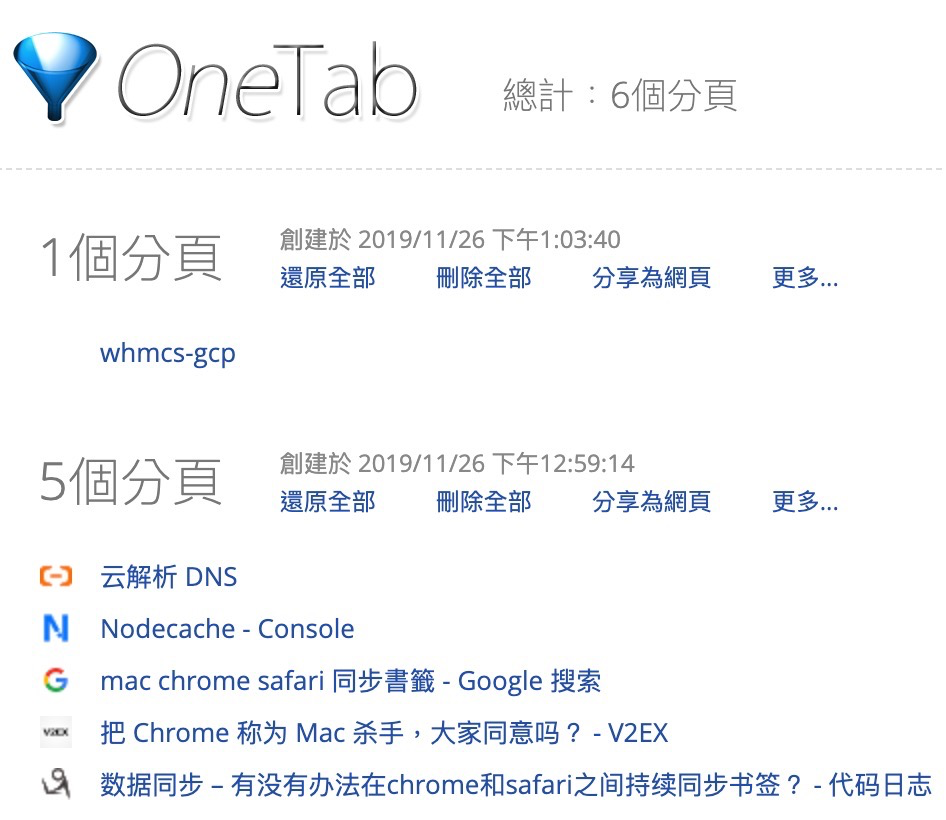 OneTab
總計：6個分頁
1個分頁
創建於 2019/11/26 下午1:03:40
還原全部 刪除全部 分享為網頁 更多...
whmcs-gcp
5個分頁
創建於 2019/11/26 下午12:59:14
還原全部 刪除全部 分享為網頁 更多...
云解析 DNS
Nodecache - Console
mac chrome safari 同步書籤 - Google 搜索
V2EX
把 Chrome 称为 Mac 杀手，大家同意吗？ - V2EX
数据同步 – 有没有办法在chrome和safari之间持续同步书签？ - 代码日志